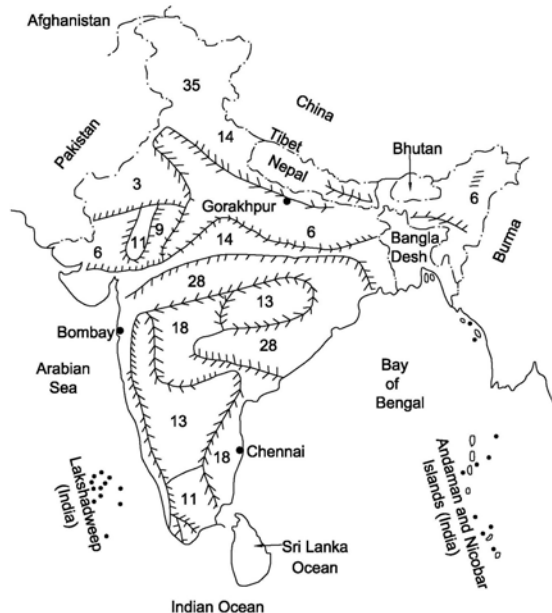 Afghanistan
35
China
14
Tibet
Nepal
Bhutan
Pakistan
3
6
Gorakhpur
9
11
6
14
6
Bangla
Desh
Burma
28
13
18
Bombay
28
Arabian
Sea
Bay
of
Bengal
13
Chennai
18
11
Lakshadweep
(India)
Andaman and Nicobar
Islands (India)
Sri Lanka
Ocean
Indian Ocean